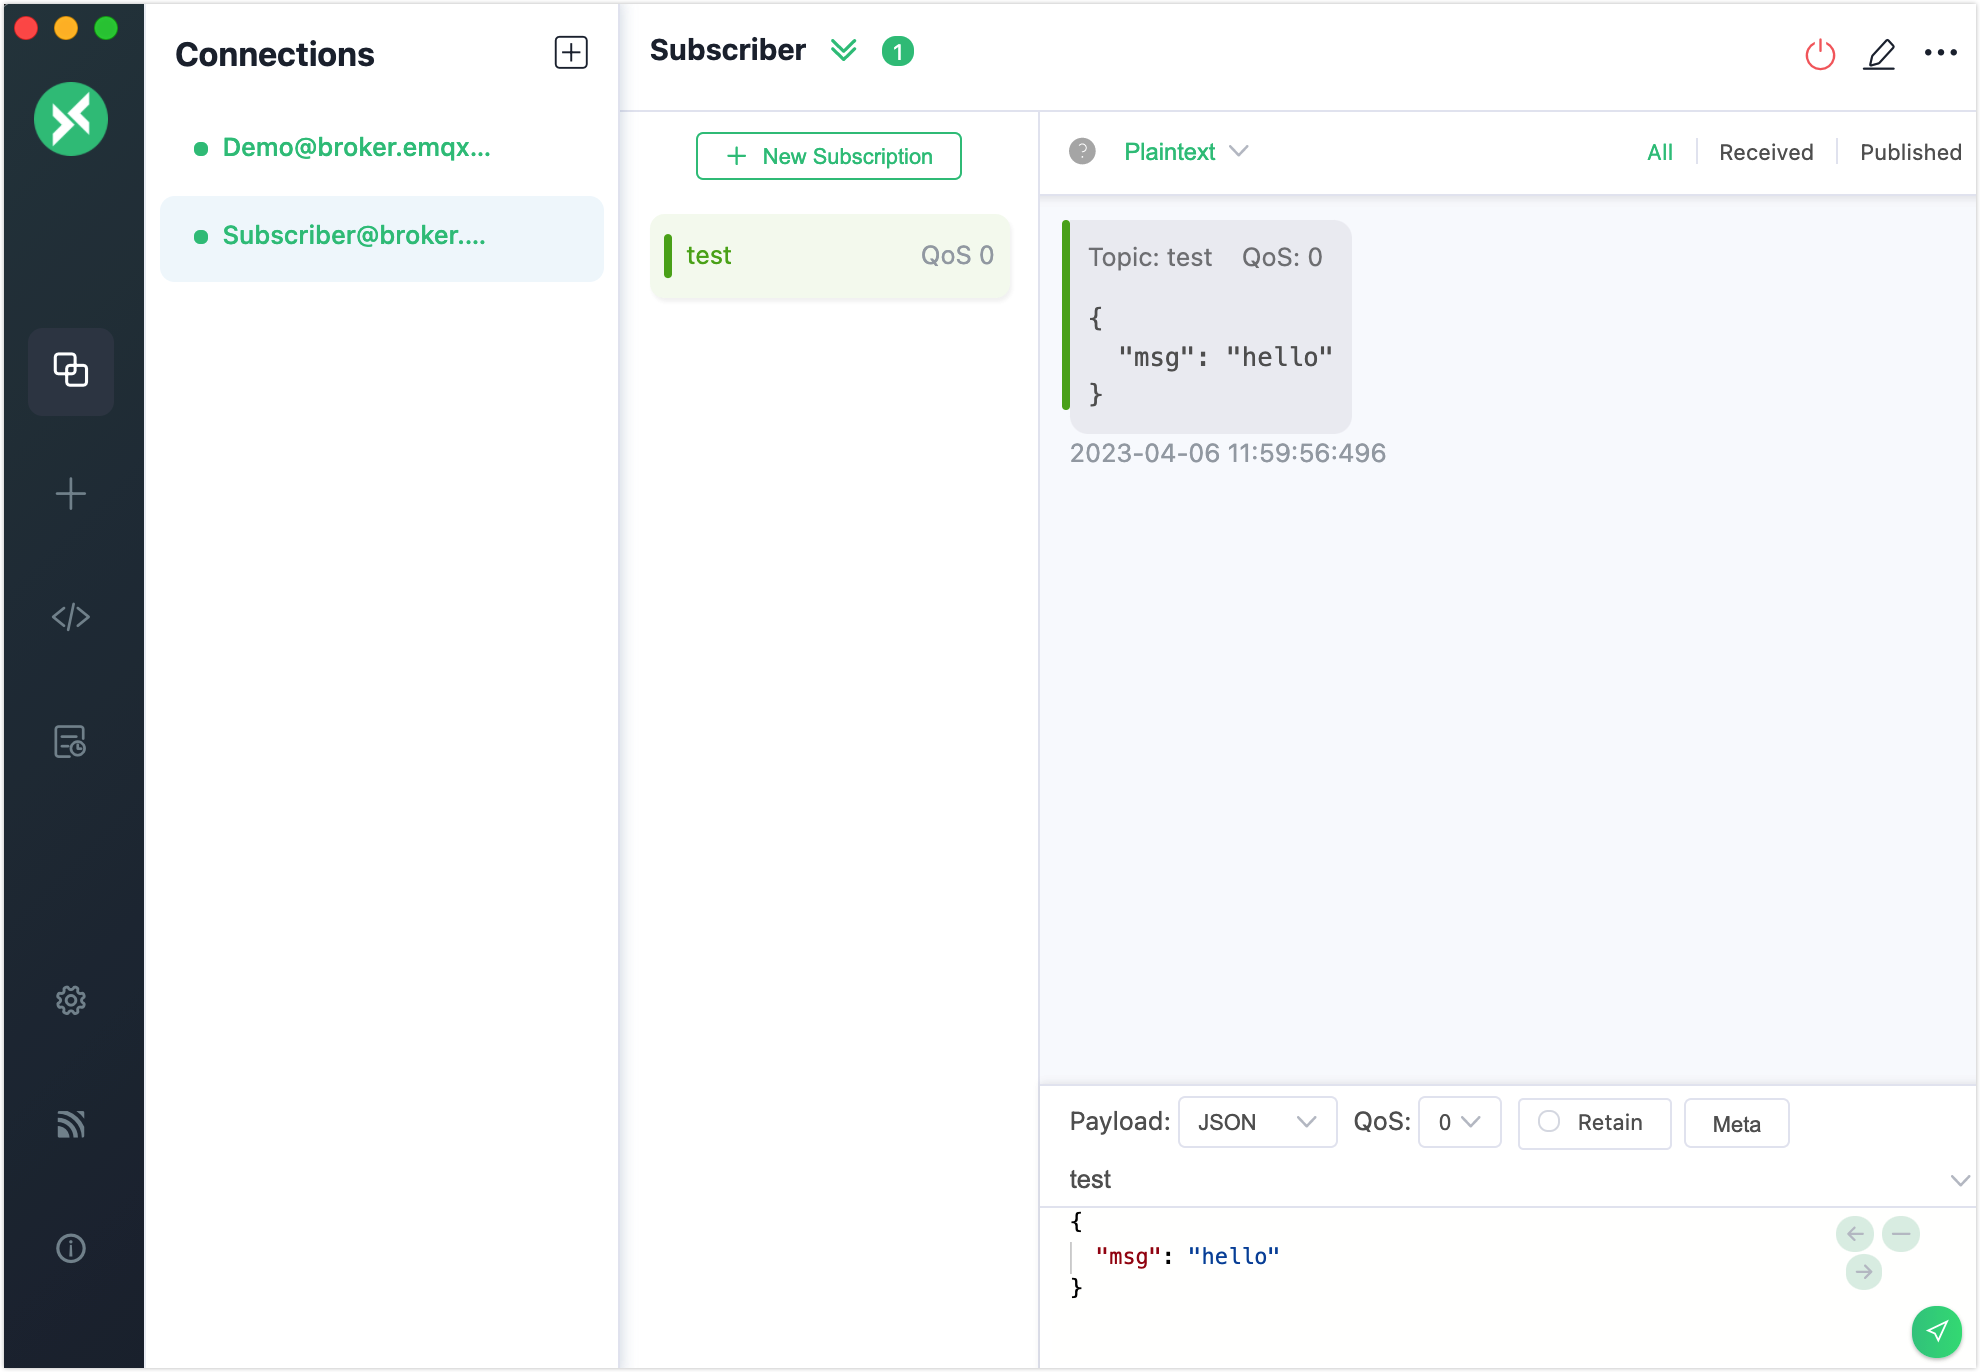 Connections
Demo@broker.emqx...
Subscriber@broker....
Subscriber 1
New Subscription
test QoS 0
? Plaintext All Received Published
Topic: test QoS: 0
{
"msg": "hello"
}
2023-04-06 11:59:56:496
Payload: JSON QoS: 0 Retain Meta
test
{
"msg": "hello"
}